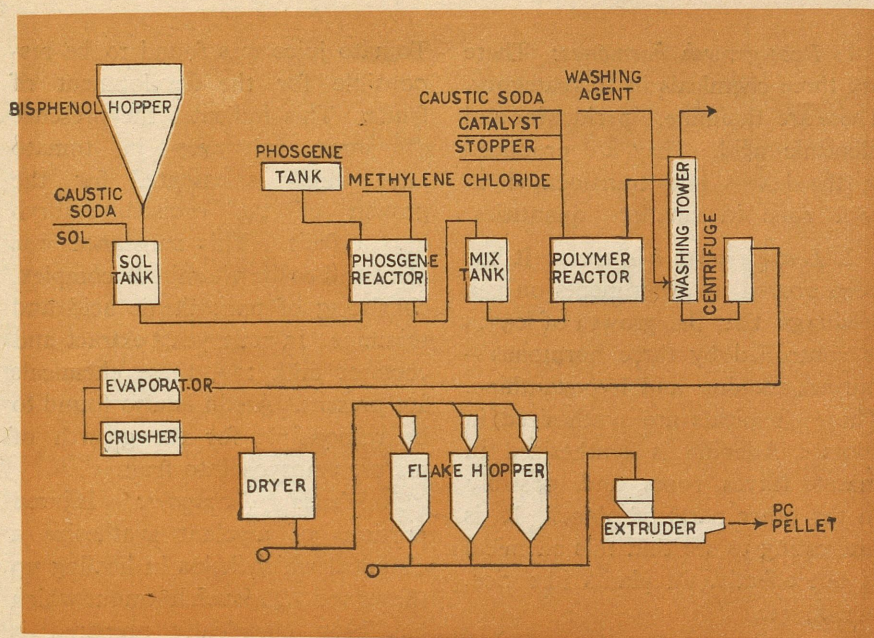 BISPHENOL HOPPER
CAUSTIC
SODA
SOL
SOL
TANK
PHOSGENE
TANK
METHYLENE CHLORIDE
PHOSGENE
REACTOR
MIX
TANK
CAUSTIC SODA
CATALYST
STOPPER
POLYMER
REACTOR
WASHING
AGENT
WASHING TOWER
CENTRIFUGE
EVAPORATOR
CRUSHER
DRYER
FLAKE HOPPER
EXTRUDER
PC
PELLET